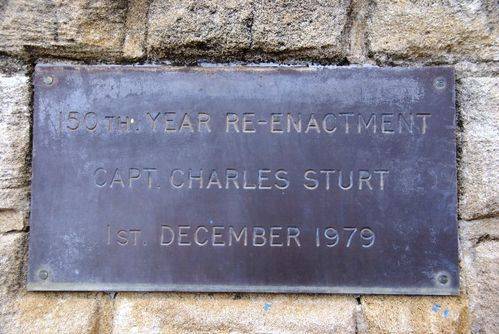 150TH. YEAR RE-ENACTMENT
CAPT. CHARLES STURT
1ST. DECEMBER 1979